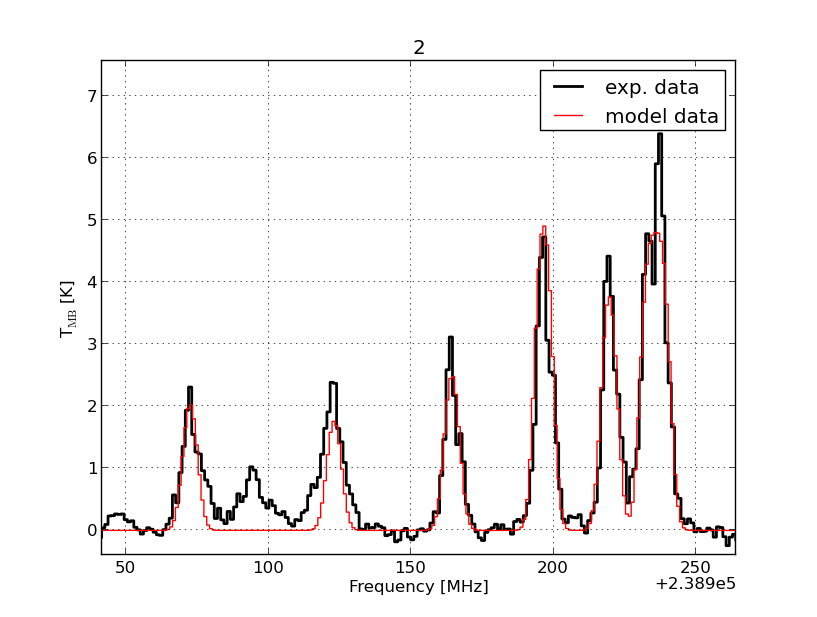 2
exp. data
model data
7
6
5
4
3
2
1
0
T_MB [K]
50
100
150
200
250
+2.389e5
Frequency [MHz]